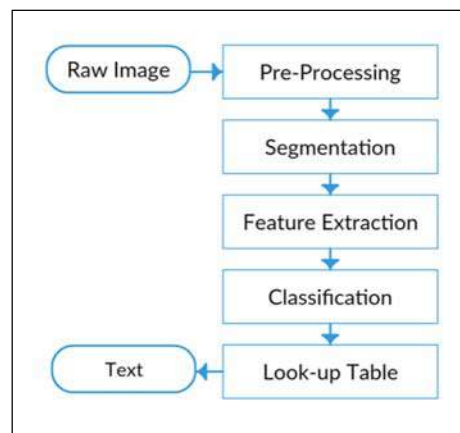 Raw Image
Pre-Processing
Segmentation
Feature Extraction
Classification
Look-up Table
Text